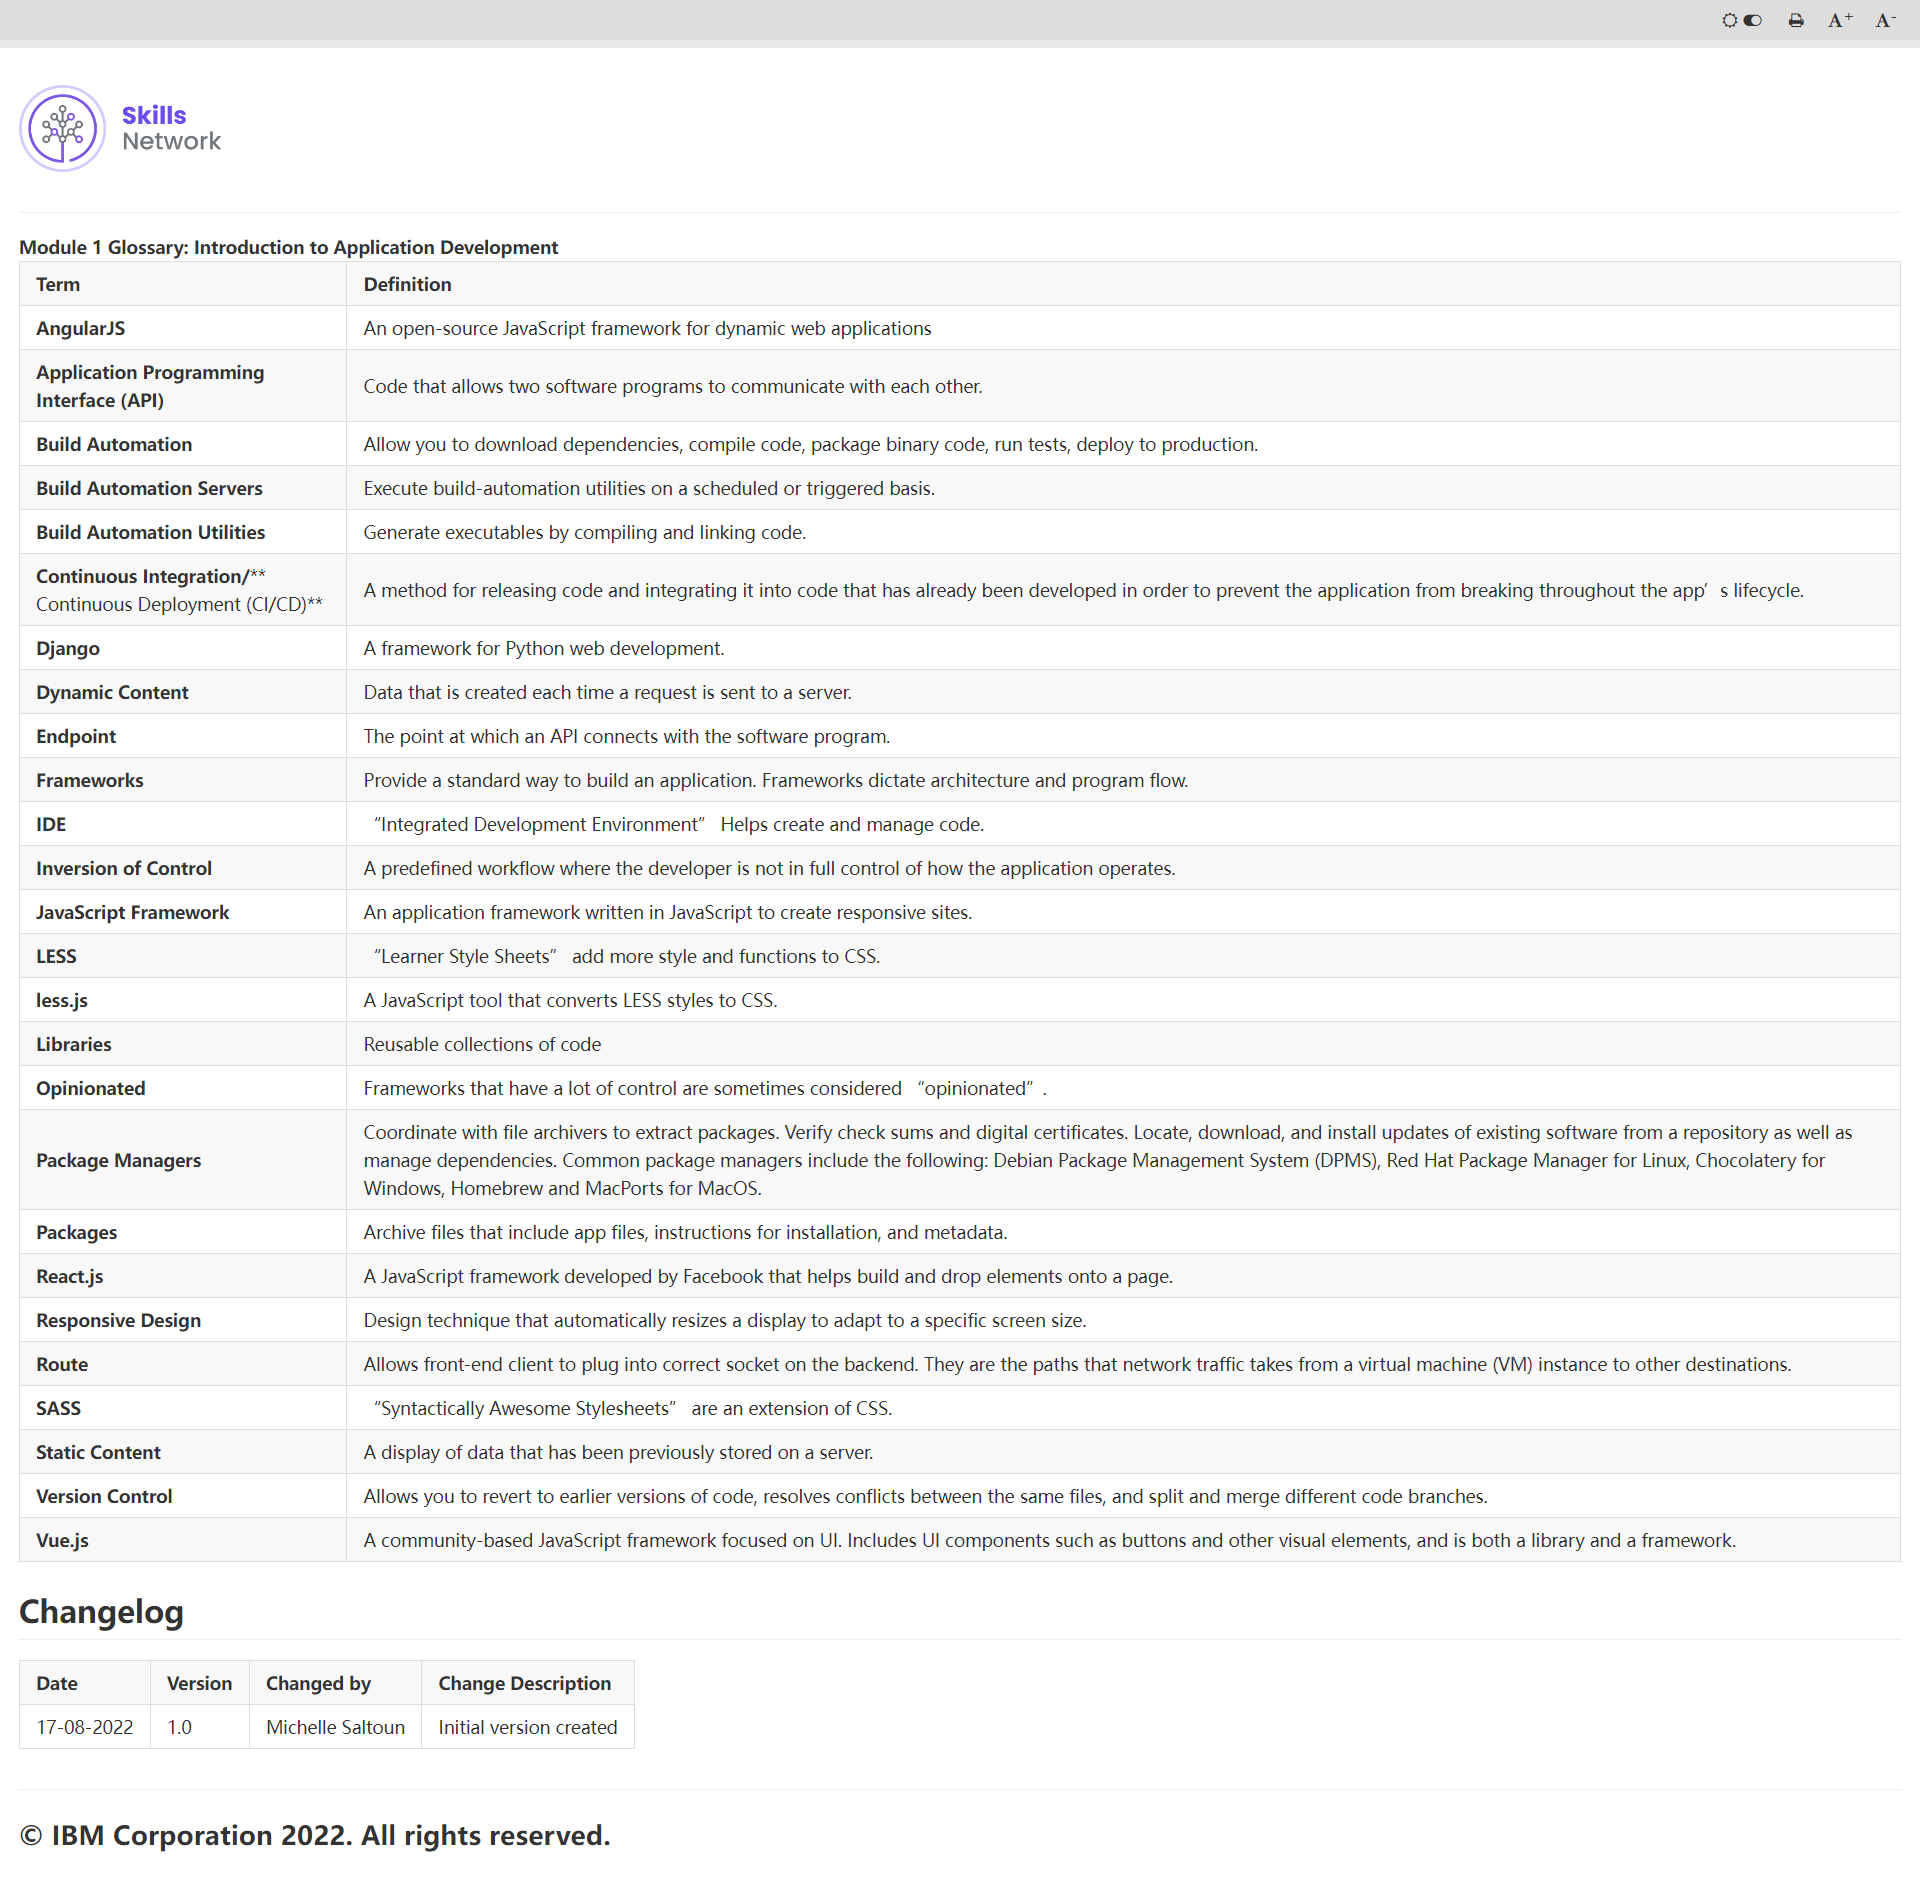 A+ A-
Skills
Network
Module 1 Glossary: Introduction to Application Development
Term Definition
AngularJS An open-source JavaScript framework for dynamic web applications
Application Programming
Interface (API) Code that allows two software programs to communicate with each other.
Build Automation Allow you to download dependencies, compile code, package binary code, run tests, deploy to production.
Build Automation Servers Execute build-automation utilities on a scheduled or triggered basis.
Build Automation Utilities Generate executables by compiling and linking code.
Continuous Integration/**
Continuous Deployment (CI/CD)** A method for releasing code and integrating it into code that has already been developed in order to prevent the application from breaking throughout the app’s lifecycle.
Django A framework for Python web development.
Dynamic Content Data that is created each time a request is sent to a server.
Endpoint The point at which an API connects with the software program.
Frameworks Provide a standard way to build an application. Frameworks dictate architecture and program flow.
IDE “Integrated Development Environment” Helps create and manage code.
Inversion of Control A predefined workflow where the developer is not in full control of how the application operates.
JavaScript Framework An application framework written in JavaScript to create responsive sites.
LESS “Learner Style Sheets” add more style and functions to CSS.
less.js A JavaScript tool that converts LESS styles to CSS.
Libraries Reusable collections of code
Opinionated Frameworks that have a lot of control are sometimes considered “opinionated”.
Package Managers Coordinate with file archivers to extract packages. Verify check sums and digital certificates. Locate, download, and install updates of existing software from a repository as well as
manage dependencies. Common package managers include the following: Debian Package Management System (DPMS), Red Hat Package Manager for Linux, Chocolatery for
Windows, Homebrew and MacPorts for MacOS.
Packages Archive files that include app files, instructions for installation, and metadata.
React.js A JavaScript framework developed by Facebook that helps build and drop elements onto a page.
Responsive Design Design technique that automatically resizes a display to adapt to a specific screen size.
Route Allows front-end client to plug into correct socket on the backend. They are the paths that network traffic takes from a virtual machine (VM) instance to other destinations.
SASS “Syntactically Awesome Stylesheets” are an extension of CSS.
Static Content A display of data that has been previously stored on a server.
Version Control Allows you to revert to earlier versions of code, resolves conflicts between the same files, and split and merge different code branches.
Vue.js A community-based JavaScript framework focused on UI. Includes UI components such as buttons and other visual elements, and is both a library and a framework.
Changelog
Date Version Changed by Change Description
17-08-2022 1.0 Michelle Saltoun Initial version created
© IBM Corporation 2022. All rights reserved.